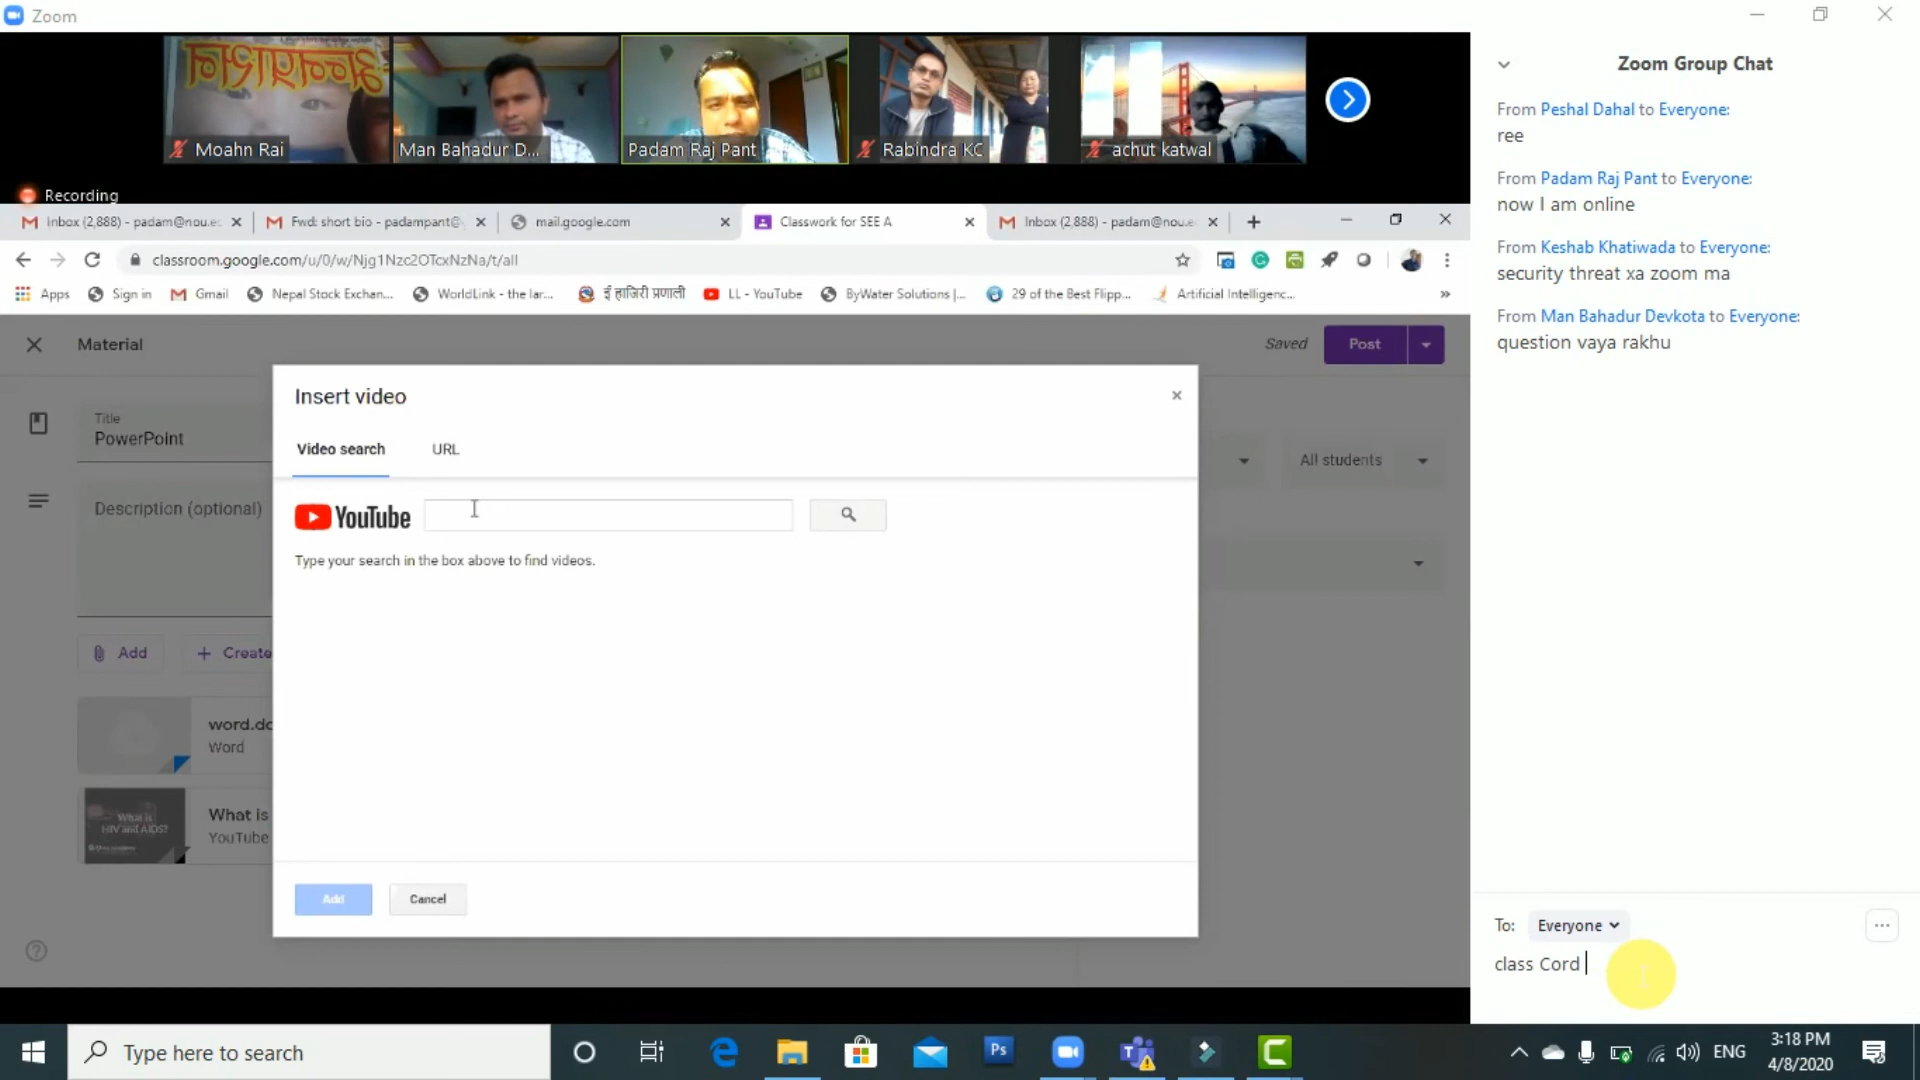 Zoom
Moahn Rai
Man Bahadur D...
Padam Raj Pant
Rabindra KC
achut katwal
Recording
Inbox (2,888) - padam@nou.e
Fwd: short bio - padampant@
mail.google.com
Classwork for SEE A
Inbox (2,888) - padam@nou.e
classroom.google.com/u/0/w/Njg1Nzc2OTcxNzNa/t/all
Apps
Sign in
Gmail
Nepal Stock Exchan...
WorldLink - the lar...
ई हाजिरी प्रणाली
LL - YouTube
ByWater Solutions |...
29 of the Best Flipp...
Artificial Intelligenc...
»
Material
Saved
Post
Title
PowerPoint
Description (optional)
All students
Add
Create
word.do
Word
What is
HIV and AIDS?
What is
YouTube
Insert video
Video search
URL
YouTube
Type your search in the box above to find videos.
Add
Cancel
Zoom Group Chat
From Peshal Dahal to Everyone:
ree
From Padam Raj Pant to Everyone:
now I am online
From Keshab Khatiwada to Everyone:
security threat xa zoom ma
From Man Bahadur Devkota to Everyone:
question vaya rakhu
To: Everyone
class Cord
Type here to search
Ps
ENG
3:18 PM
4/8/2020